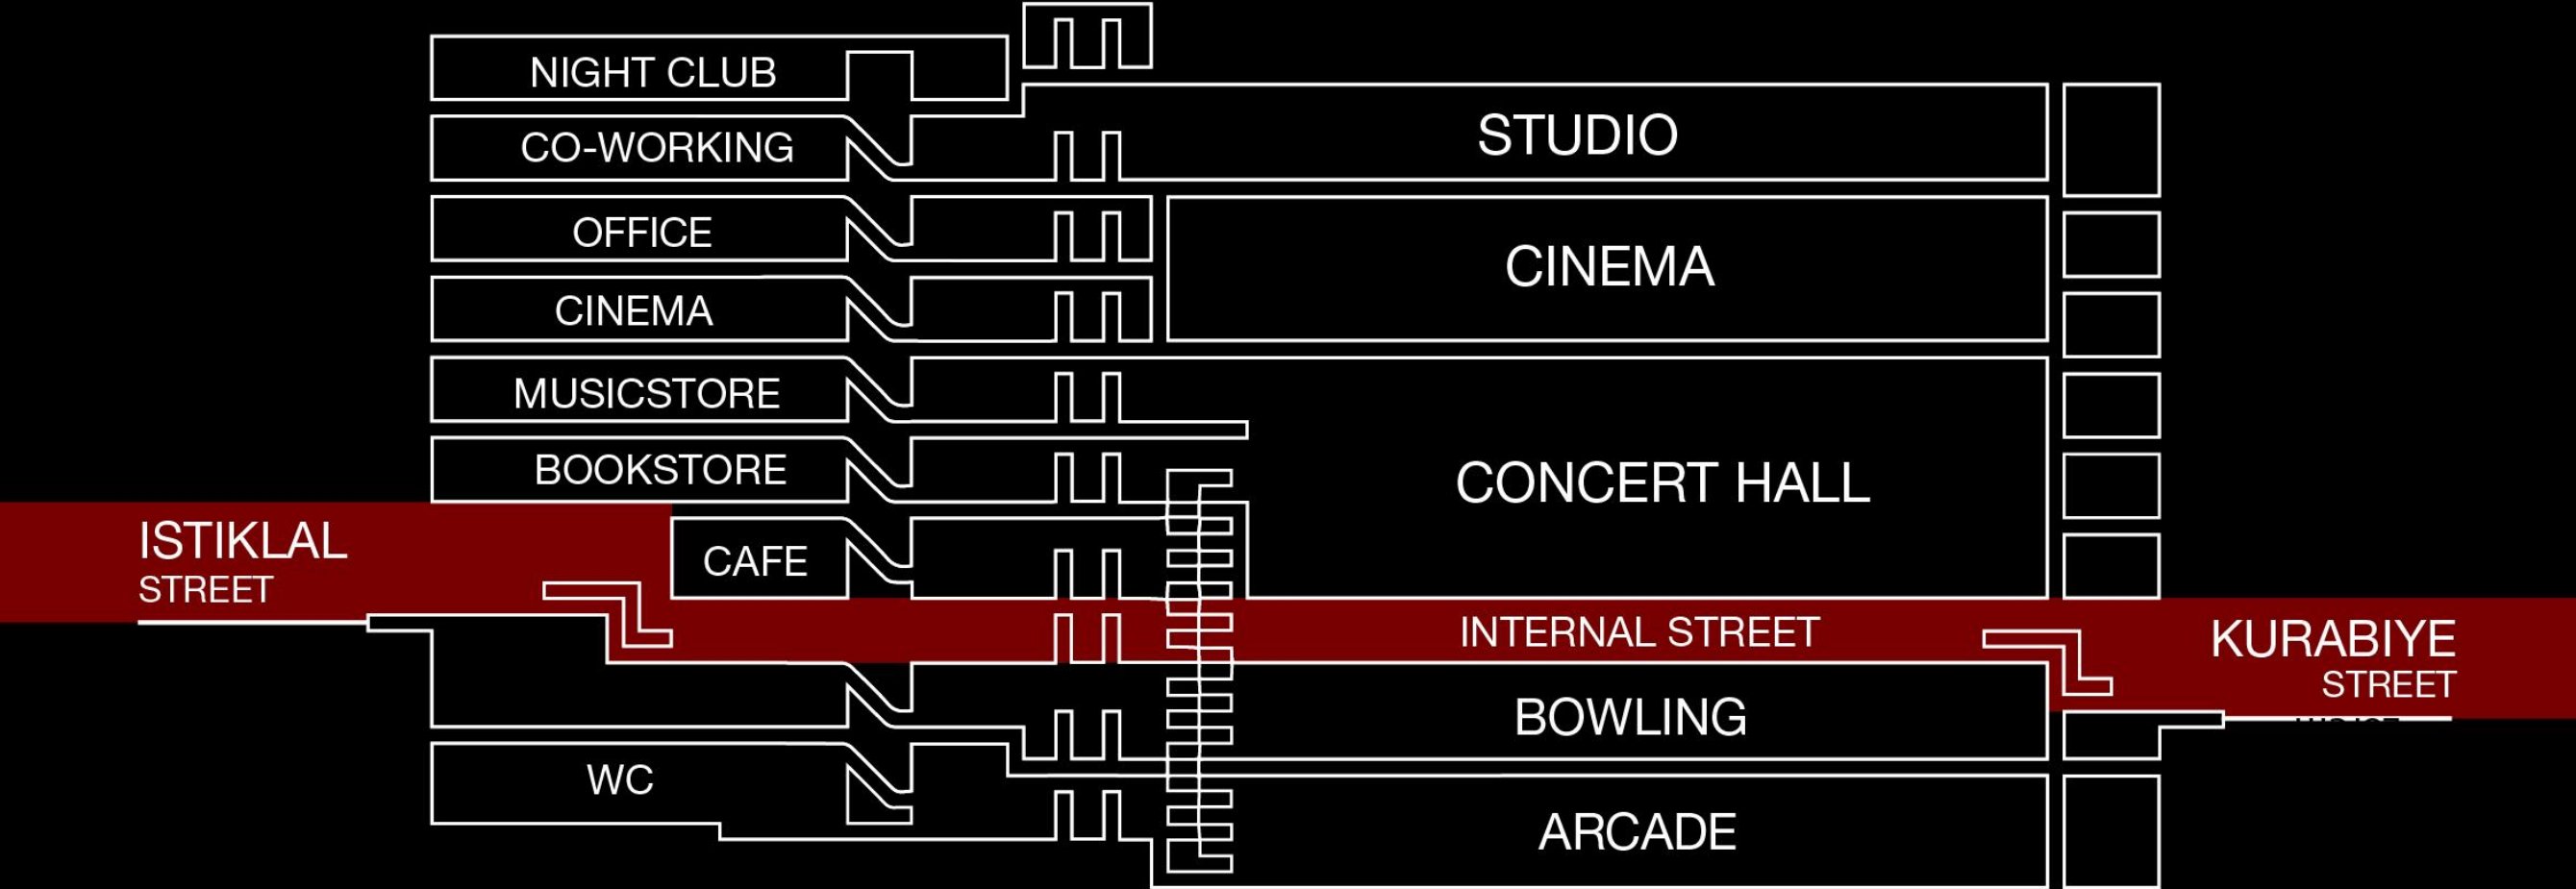 NIGHT CLUB
CO-WORKING
STUDIO
OFFICE
CINEMA
CINEMA
MUSICSTORE
BOOKSTORE
CONCERT HALL
ISTIKLAL
STREET
CAFE
INTERNAL STREET
KURABIYE
STREET
BOWLING
WC
ARCADE